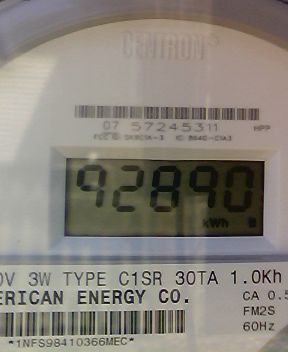 CENTRON®
07 57245311 HPP
92890
kWh
0V 3W TYPE C1SR 30TA 1.0Kh
ERICAN ENERGY CO. CA 0.5
FM2S
60Hz
*1NFS98410366MEC*